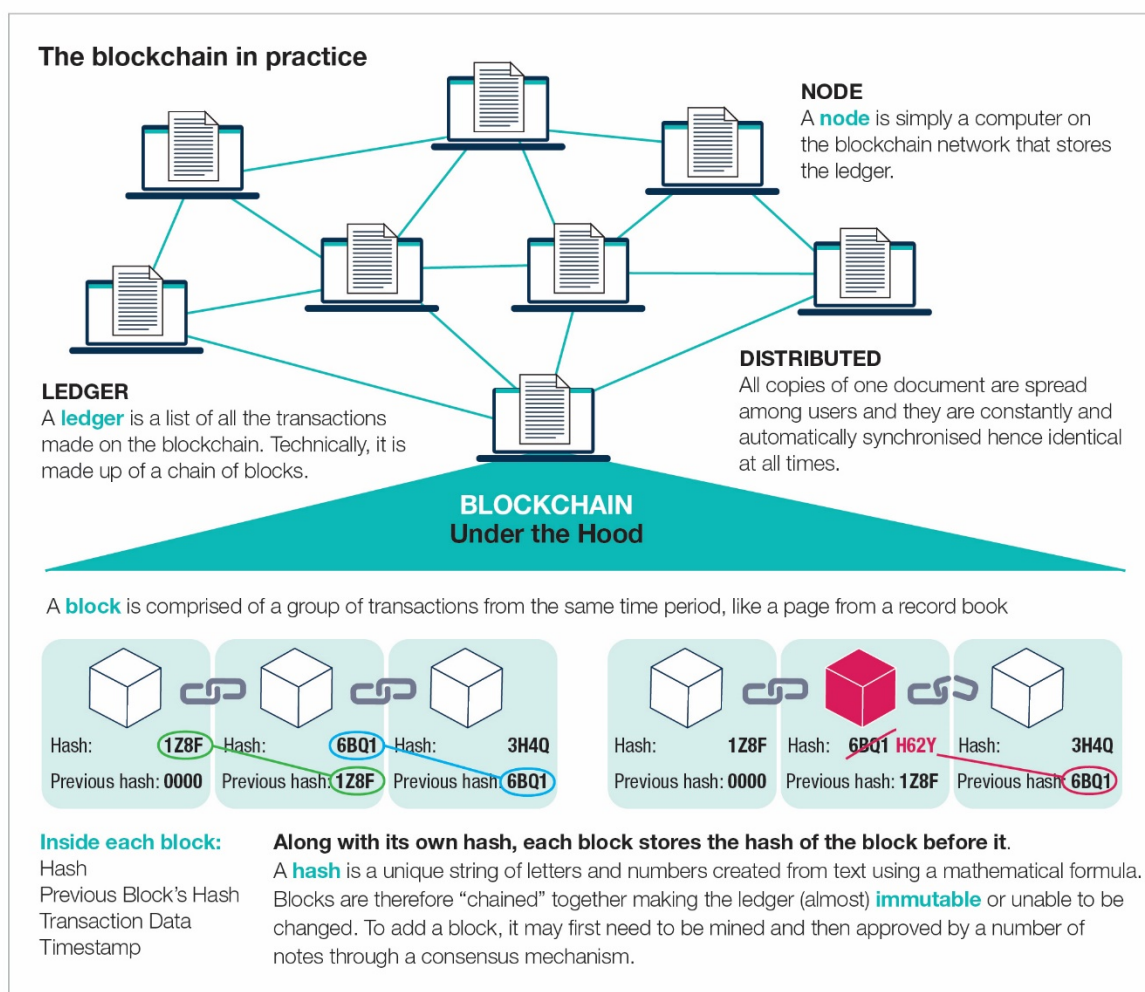 The blockchain in practice
NODE
A node is simply a computer on
the blockchain network that stores
the ledger.
LEDGER
A ledger is a list of all the transactions
made on the blockchain. Technically, it is
made up of a chain of blocks.
DISTRIBUTED
All copies of one document are spread
among users and they are constantly and
automatically synchronised hence identical
at all times.
BLOCKCHAIN
Under the Hood
A block is comprised of a group of transactions from the same time period, like a page from a record book
Hash: 1Z8F
Previous hash: 0000
Hash: 6BQ1
Previous hash: 1Z8F
Hash: 3H4Q
Previous hash: 6BQ1
Hash: 1Z8F
Previous hash: 0000
Hash: 6BQ1 H62Y
Previous hash: 1Z8F
Hash: 3H4Q
Previous hash 6BQ1
Inside each block:
Hash
Previous Block’s Hash
Transaction Data
Timestamp
Along with its own hash, each block stores the hash of the block before it.
A hash is a unique string of letters and numbers created from text using a mathematical formula.
Blocks are therefore “chained” together making the ledger (almost) immutable or unable to be
changed. To add a block, it may first need to be mined and then approved by a number of
notes through a consensus mechanism.